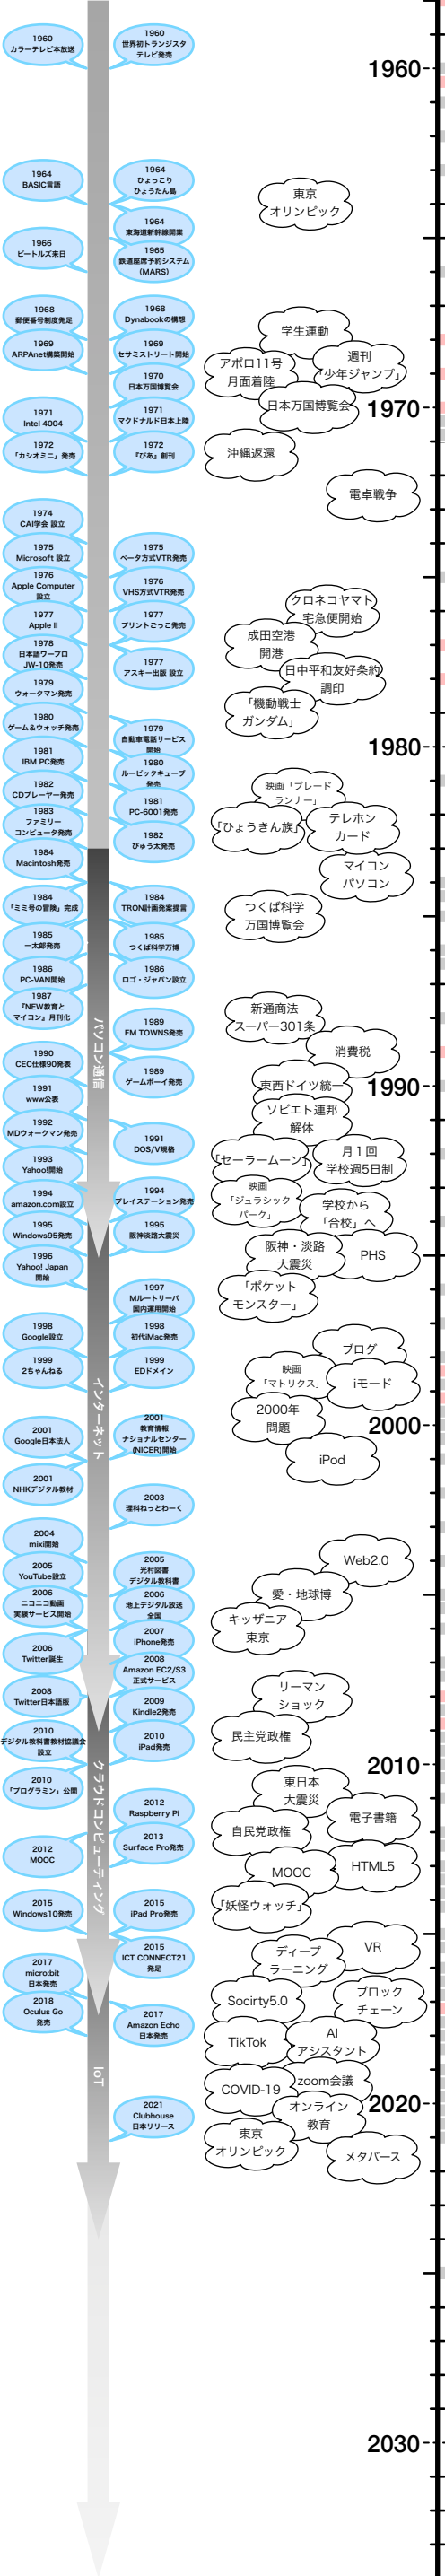 1960
カラーテレビ本放送
1960
世界初トランジスタ
テレビ発売
1960
1964
BASIC言語
1964
ひょっこり
ひょうたん島
東京
オリンピック
1964
東海道新幹線開業
1966
ビートルズ来日
1965
鉄道座席予約システム
(MARS)
1968
郵便番号制度発足
1968
Dynabookの構想
学生運動
1969
ARPAnet構築開始
1969
セサミストリート開始
アポロ11号
月面着陸
週刊
「少年ジャンプ」
1970
日本万国博覧会
日本万国博覧会
1970
1971
Intel 4004
1971
マクドナルド日本上陸
1972
「カシオミニ」発売
1972
『ぴあ』創刊
沖縄返還
電卓戦争
1974
CAI学会 設立
1975
Microsoft 設立
1975
ベータ方式VTR発売
1976
Apple Computer
設立
1976
VHS方式VTR発売
クロネコヤマト
宅急便開始
1977
Apple II
1977
プリントごっこ発売
成田空港
開港
1978
日本語ワープロ
JW-10発売
1977
アスキー出版 設立
日中平和友好条約
調印
1979
ウォークマン発売
「機動戦士
ガンダム」
1980
ゲーム＆ウォッチ発売
1979
自動車電話サービス
開始
1980
1981
IBM PC発売
1980
ルービックキューブ
発売
1982
CDプレーヤー発売
1981
PC-6001発売
映画「ブレード
ランナー」
1983
ファミリー
コンピュータ発売
1982
ぴゅう太発売
「ひょうきん族」
テレホン
カード
1984
Macintosh発売
マイコン
パソコン
1984
「ミミ号の冒険」完成
1984
TRON計画発案提言
つくば科学
万国博覧会
1985
一太郎発売
1985
つくば科学万博
1986
PC-VAN開始
1986
ロゴ・ジャパン設立
1987
『NEW教育と
マイコン』月刊化
1989
FM TOWNS発売
新通商法
スーパー301条
パソコン通信
消費税
1990
CEC仕様90発表
1989
ゲームボーイ発売
東西ドイツ統一
1990
1991
www公表
ソビエト連邦
解体
1992
MDウォークマン発売
1991
DOS/V規格
「セーラームーン」
月１回
学校週5日制
1993
Yahoo!開始
1994
amazon.com設立
1994
プレイステーション発売
映画
「ジュラシック
パーク」
学校から
「合校」へ
1995
Windows95発売
1995
阪神淡路大震災
阪神・淡路
大震災
PHS
1996
Yahoo! Japan
開始
1997
Mルートサーバ
国内運用開始
「ポケット
モンスター」
1998
Google設立
1998
初代iMac発売
ブログ
1999
2ちゃんねる
1999
EDドメイン
映画
「マトリクス」
iモード
インターネット
2000年
問題
2000
2001
Google日本法人
2001
教育情報
ナショナルセンター
(NICER)開始
iPod
2001
NHKデジタル教材
2003
理科ねっとわーく
2004
mixi開始
Web2.0
2005
YouTube設立
2005
光村図書
デジタル教科書
愛・地球博
2006
ニコニコ動画
実験サービス開始
2006
地上デジタル放送
全国
キッザニア
東京
2006
Twitter誕生
2007
iPhone発売
2008
Amazon EC2/S3
正式サービス
2008
Twitter日本語版
2009
Kindle2発売
リーマン
ショック
2010
デジタル教科書教材協議会
設立
2010
iPad発売
民主党政権
2010
2010
「プログラミン」公開
クラウドコンピューティング
東日本
大震災
2012
Raspberry Pi
電子書籍
自民党政権
2012
MOOC
2013
Surface Pro発売
MOOC
HTML5
2015
Windows10発売
2015
iPad Pro発売
「妖怪ウォッチ」
2015
ICT CONNECT21
発足
ディープ
ラーニング
VR
2017
micro:bit
日本発売
2018
Oculus Go
発売
2017
Amazon Echo
日本発売
Socirty5.0
ブロック
チェーン
TikTok
AI
アシスタント
IoT
COVID-19
zoom会議
2021
Clubhouse
日本リリース
オンライン
教育
2020
東京
オリンピック
メタバース
2030